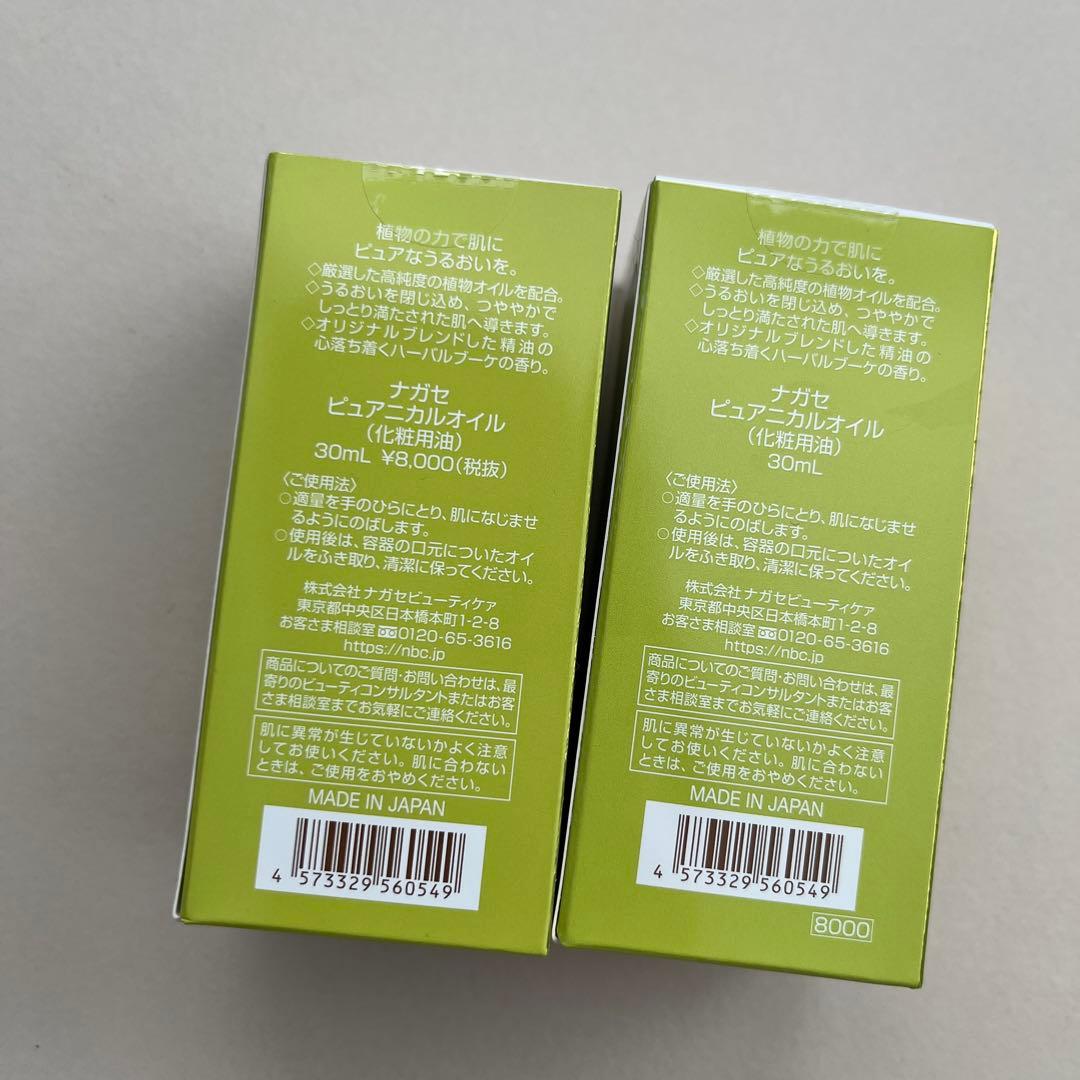 植物の力で肌に
ピュアなうるおいを。
◇厳選した高純度の植物オイルを配合。
◇うるおいを閉じ込め、つややかで
しっとり満たされた肌へ導きます。
◇オリジナルブレンドした精油の
心落ち着くハーバルブーケの香り。
ナガセ
ピュアニカルオイル
(化粧用油)
30mL ¥8,000(税抜)
〈ご使用法〉
○適量を手のひらにとり、肌になじませ
るようにのばします。
○使用後は、容器の口元についたオイ
ルをふき取り、清潔に保ってください。
株式会社 ナガセビューティケア
東京都中央区日本橋本町1-2-8
お客さま相談室 0120-65-3616
https://nbc.jp
商品についてのご質問・お問い合わせは、最
寄りのビューティコンサルタントまたはお客
さま相談室までお気軽にご連絡ください。
肌に異常が生じていないかよく注意
してお使いください。肌に合わない
ときは、ご使用をおやめください。
MADE IN JAPAN
4 573329 560549
植物の力で肌に
ピュアなうるおいを。
◇厳選した高純度の植物オイルを配合。
◇うるおいを閉じ込め、つややかで
しっとり満たされた肌へ導きます。
◇オリジナルブレンドした精油の
心落ち着くハーバルブーケの香り。
ナガセ
ピュアニカルオイル
(化粧用油)
30mL
〈ご使用法〉
○適量を手のひらにとり、肌になじませ
るようにのばします。
○使用後は、容器の口元についたオイ
ルをふき取り、清潔に保ってください。
株式会社 ナガセビューティケア
東京都中央区日本橋本町1-2-8
お客さま相談室 0120-65-3616
https://nbc.jp
商品についてのご質問・お問い合わせは、最
寄りのビューティコンサルタントまたはお客
さま相談室までお気軽にご連絡ください。
肌に異常が生じていないかよく注意
してお使いください。肌に合わない
ときは、ご使用をおやめください。
MADE IN JAPAN
4 573329 560549
8000